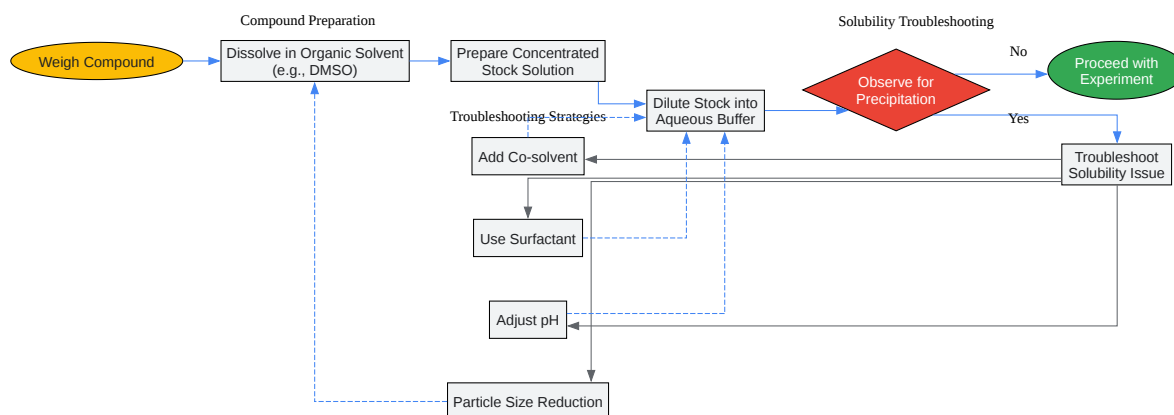 Compound Preparation
Solubility Troubleshooting
Weigh Compound
Dissolve in Organic Solvent
(e.g., DMSO)
Prepare Concentrated
Stock Solution
Dilute Stock into
Aqueous Buffer
Observe for
Precipitation
No
Proceed with
Experiment
Yes
Troubleshoot
Solubility Issue
Troubleshooting Strategies
Add Co-solvent
Use Surfactant
Adjust pH
Particle Size Reduction